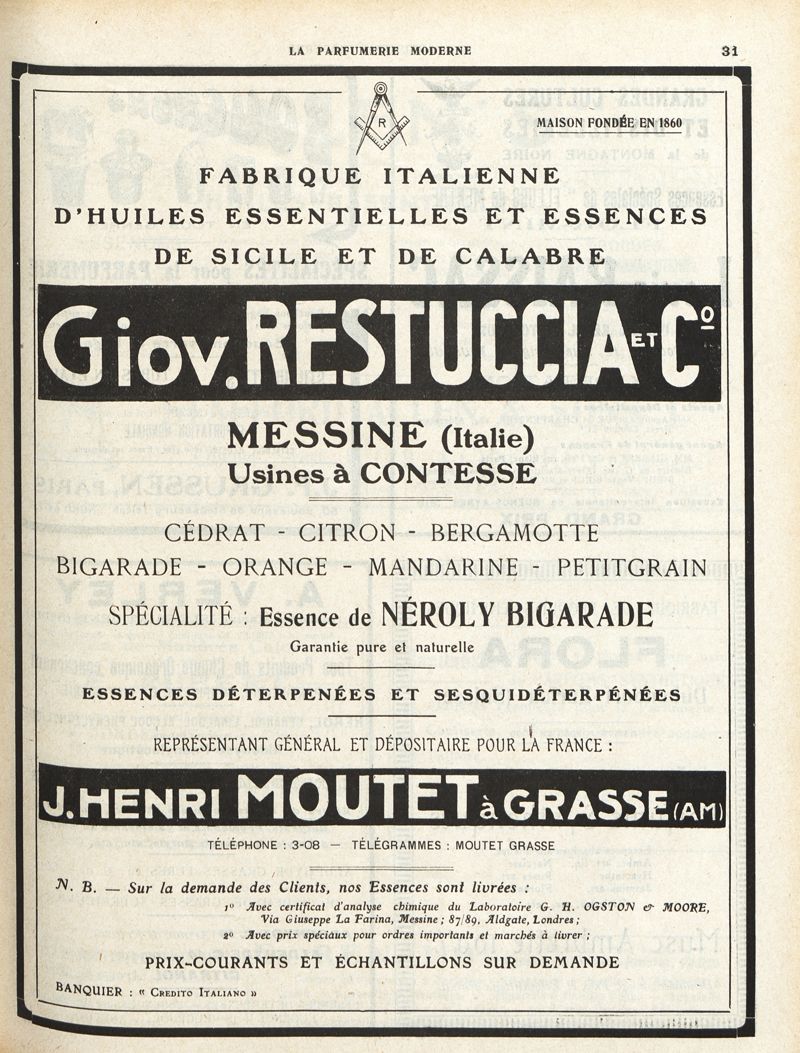 LA PARFUMERIE MODERNE 31
R
MAISON FONDÉE EN 1860
FABRIQUE ITALIENNE
D'HUILES ESSENTIELLES ET ESSENCES
DE SICILE ET DE CALABRE
Giov. RESTUCCIA ET Cº
MESSINE (Italie)
Usines à CONTESSE
CÉDRAT - CITRON - BERGAMOTTE
BIGARADE - ORANGE - MANDARINE - PETITGRAIN
SPÉCIALITÉ : Essence de NÉROLY BIGARADE
Garantie pure et naturelle
ESSENCES DÉTERPENÉES ET SESQUIDÉTERPÉNÉES
REPRÉSENTANT GÉNÉRAL ET DÉPOSITAIRE POUR LA FRANCE :
J. HENRI MOUTET à GRASSE (AM)
TÉLÉPHONE : 3-08 — TÉLÉGRAMMES : MOUTET GRASSE
N. B. — Sur la demande des Clients, nos Essences sont livrées :
1º Avec certificat d'analyse chimique du Laboratoire G. H. OGSTON & MOORE,
Via Giuseppe La Farina, Messine ; 87/89, Aldgate, Londres ;
2º Avec prix spéciaux pour ordres importants et marchés à livrer ;
PRIX-COURANTS ET ÉCHANTILLONS SUR DEMANDE
BANQUIER : « CREDITO ITALIANO »